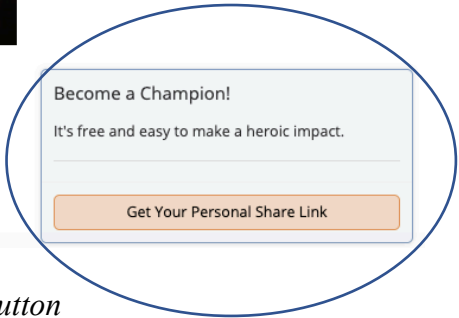 Become a Champion!
It's free and easy to make a heroic impact.
Get Your Personal Share Link
utton